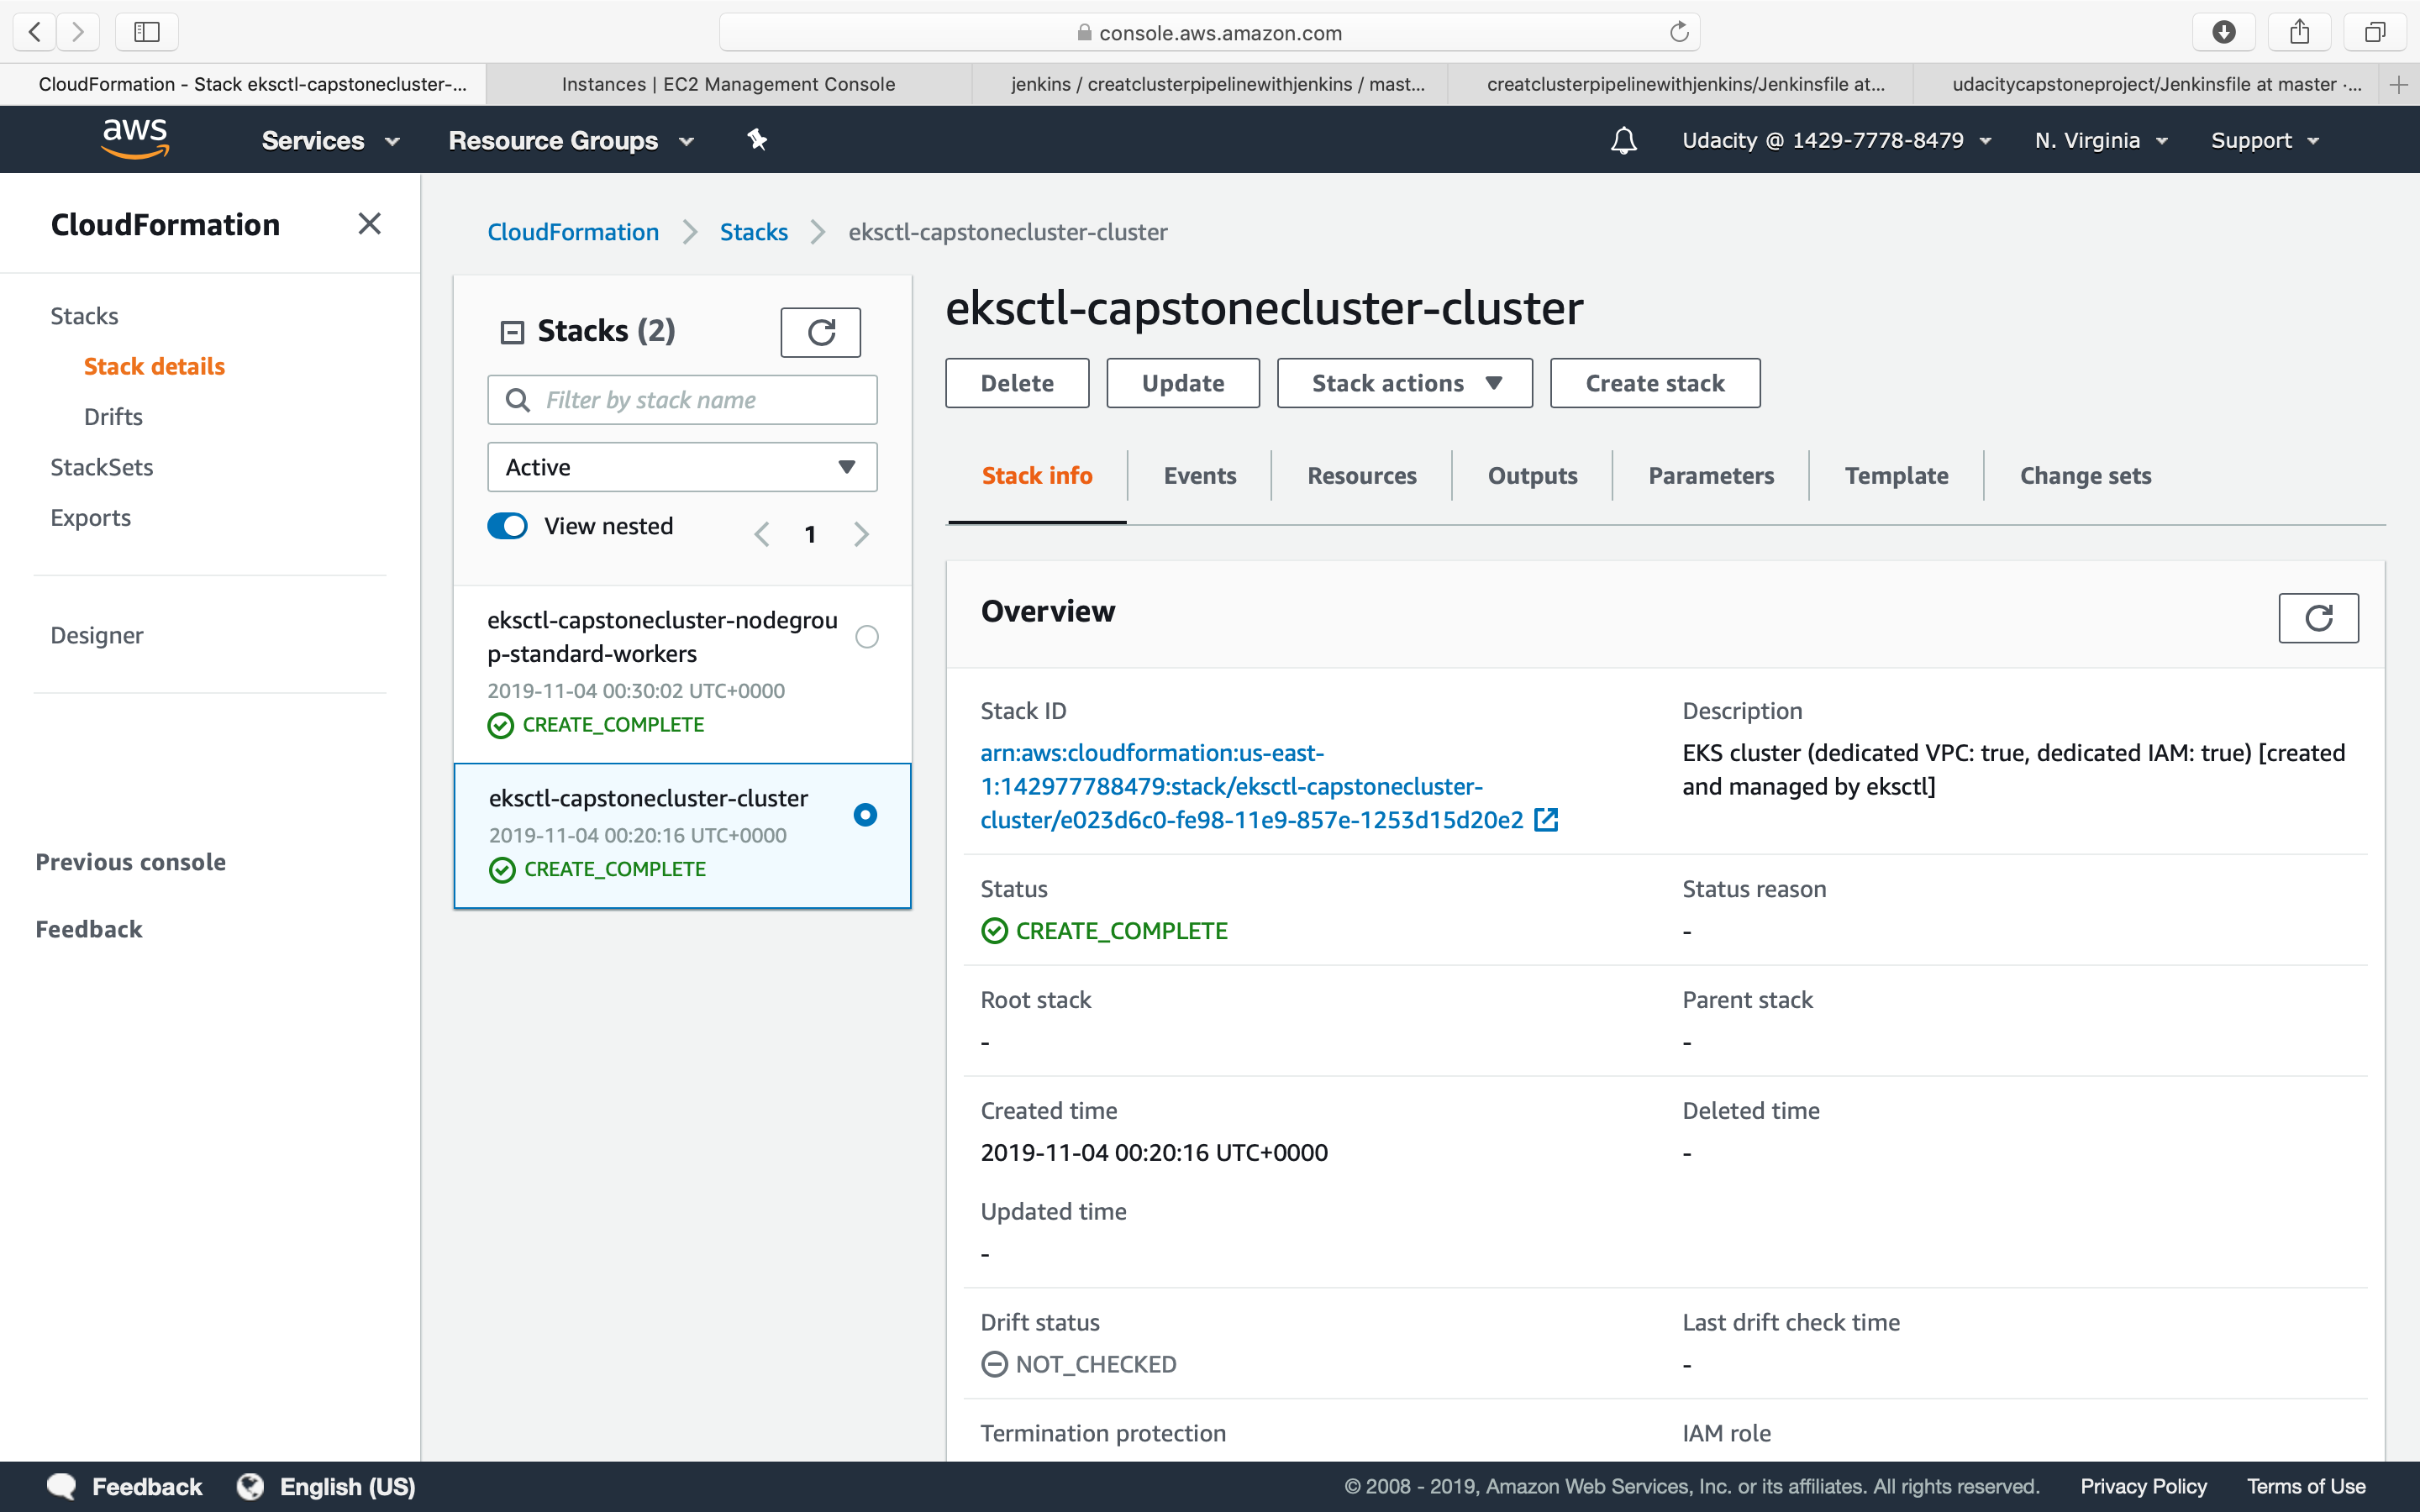 console.aws.amazon.com
CloudFormation - Stack eksctl-capstonecluster-...
Instances | EC2 Management Console
jenkins / creatclusterpipelinewithjenkins / mast...
creatclusterpipelinewithjenkins/Jenkinsfile at...
udacitycapstoneproject/Jenkinsfile at master ·...
aws
Services
Resource Groups
Udacity @ 1429-7778-8479
N. Virginia
Support
CloudFormation
Stacks
Stack details
Drifts
StackSets
Exports
Designer
Previous console
Feedback
CloudFormation
Stacks
eksctl-capstonecluster-cluster
Stacks (2)
Filter by stack name
Active
View nested
1
eksctl-capstonecluster-nodegrou
p-standard-workers
2019-11-04 00:30:02 UTC+0000
CREATE_COMPLETE
eksctl-capstonecluster-cluster
2019-11-04 00:20:16 UTC+0000
CREATE_COMPLETE
eksctl-capstonecluster-cluster
Delete
Update
Stack actions
Create stack
Stack info
Events
Resources
Outputs
Parameters
Template
Change sets
Overview
Stack ID
arn:aws:cloudformation:us-east-
1:142977788479:stack/eksctl-capstonecluster-
cluster/e023d6c0-fe98-11e9-857e-1253d15d20e2
Description
EKS cluster (dedicated VPC: true, dedicated IAM: true) [created
and managed by eksctl]
Status
CREATE_COMPLETE
Status reason
-
Root stack
-
Parent stack
-
Created time
2019-11-04 00:20:16 UTC+0000
Deleted time
-
Updated time
-
Drift status
NOT_CHECKED
Last drift check time
-
Termination protection
IAM role
Feedback
English (US)
© 2008 - 2019, Amazon Web Services, Inc. or its affiliates. All rights reserved.
Privacy Policy
Terms of Use